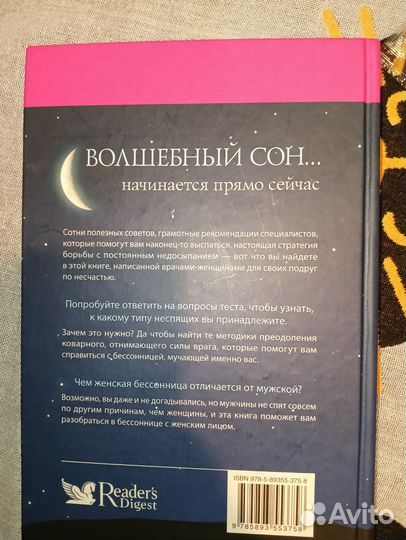 ВОЛШЕБНЫЙ СОН...
начинается прямо сейчас
Сотни полезных советов, грамотные рекомендации специалистов,
которые помогут вам наконец-то выспаться, настоящая стратегия
борьбы с постоянным недосыпанием — вот что вы найдете
в этой книге, написанной врачами-женщинами для своих подруг
по несчастью.
Попробуйте ответить на вопросы теста, чтобы узнать,
к какому типу неспящих вы принадлежите.
Зачем это нужно? Да чтобы найти те методики преодоления
коварного, отнимающего силы врага, которые помогут вам
справиться с бессонницей, мучающей именно вас.
Чем женская бессонница отличается от мужской?
Возможно, вы даже и не догадывались, но мужчины не спят совсем
по другим причинам, чем женщины, и эта книга поможет вам
разобраться в бессоннице с женским лицом.
ISBN 978-5-89355-375-8
Reader's
Digest
9 785893 553758
Avito